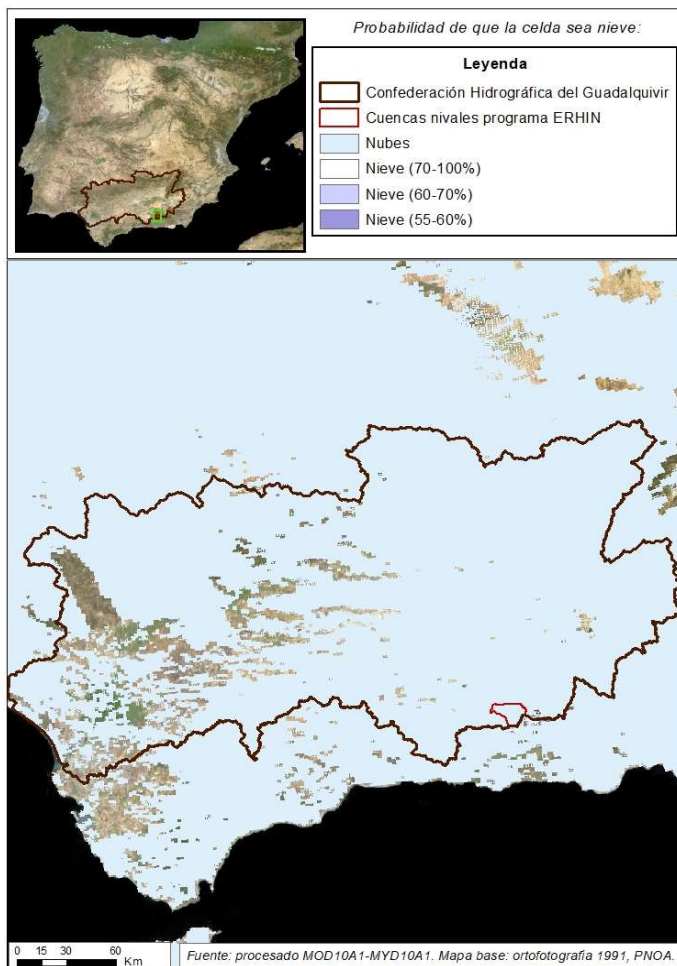 Probabilidad de que la celda sea nieve:
Leyenda
Confederación Hidrográfica del Guadalquivir
Cuencas nivales programa ERHIN
Nubes
Nieve (70-100%)
Nieve (60-70%)
Nieve (55-60%)
0 15 30 60
Km
Fuente: procesado MOD10A1-MYD10A1. Mapa base: ortofotografia 1991, PNOA.